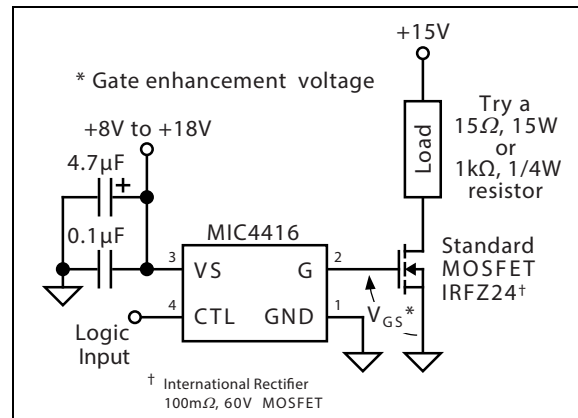 +15V
* Gate enhancement voltage
+8V to +18V
Try a
15Ω, 15W
or
1kΩ, 1/4W
resistor
Load
4.7µF
+
0.1µF
MIC4416
3
VS
G
2
4
CTL
GND
1
Logic
Input
VGS*
Standard
MOSFET
IRFZ24†
† International Rectifier
100mΩ, 60V MOSFET